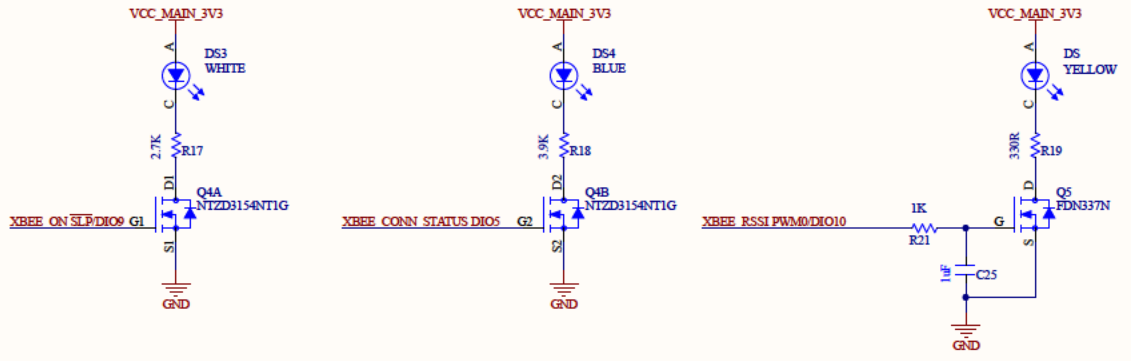 VCC_MAIN_3V3
A
DS3
WHITE
C
2.7K
R17
D1
Q4A
NTZD3154NT1G
XBEE_ON_SLP/DIO9
G1
S1
GND
VCC_MAIN_3V3
A
DS4
BLUE
C
3.9K
R18
D2
Q4B
NTZD3154NT1G
XBEE_CONN_STATUS DIO5
G2
S2
GND
VCC_MAIN_3V3
A
DS
YELLOW
C
330R
R19
D
Q5
FDN337N
XBEE_RSSI PWM0/DIO10
1K
R21
G
S
1uF
C25
GND